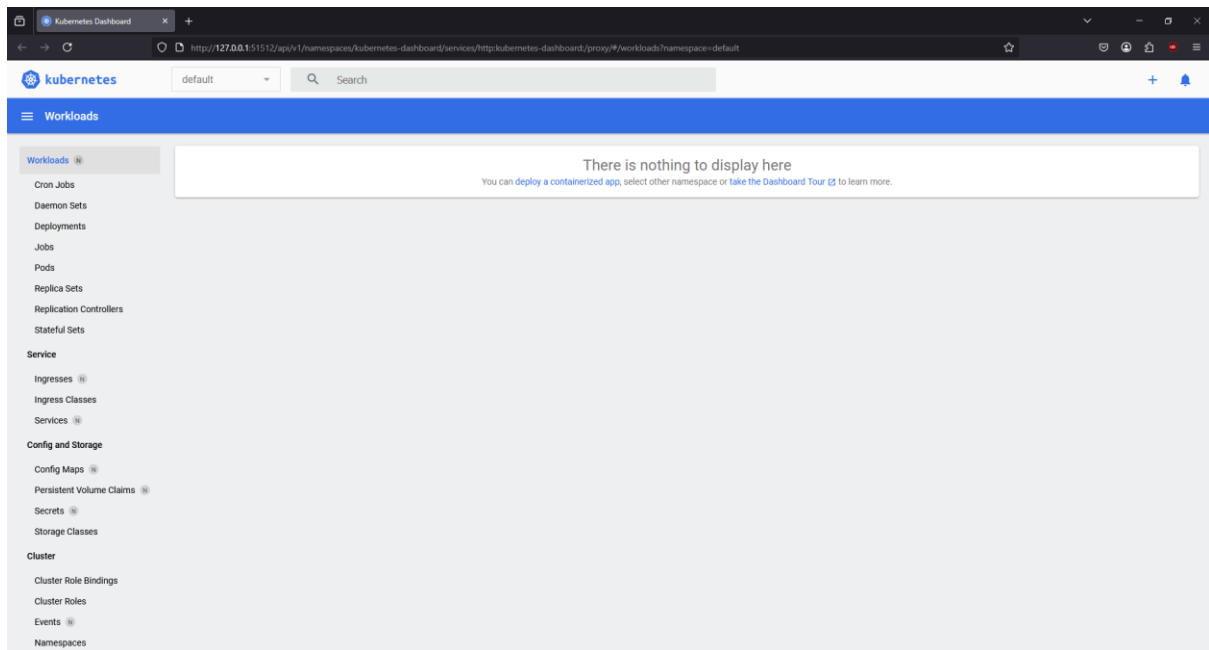 Kubernetes Dashboard
http://127.0.0.1:51512/api/v1/namespaces/kubernetes-dashboard/services/http:kubernetes-dashboard:/proxy/#/workloads?namespace=default
kubernetes
default
Search
Workloads
Workloads N
Cron Jobs
Daemon Sets
Deployments
Jobs
Pods
Replica Sets
Replication Controllers
Stateful Sets
Service
Ingresses N
Ingress Classes
Services N
Config and Storage
Config Maps N
Persistent Volume Claims N
Secrets N
Storage Classes
Cluster
Cluster Role Bindings
Cluster Roles
Events N
Namespaces
There is nothing to display here
You can deploy a containerized app, select other namespace or take the Dashboard Tour to learn more.